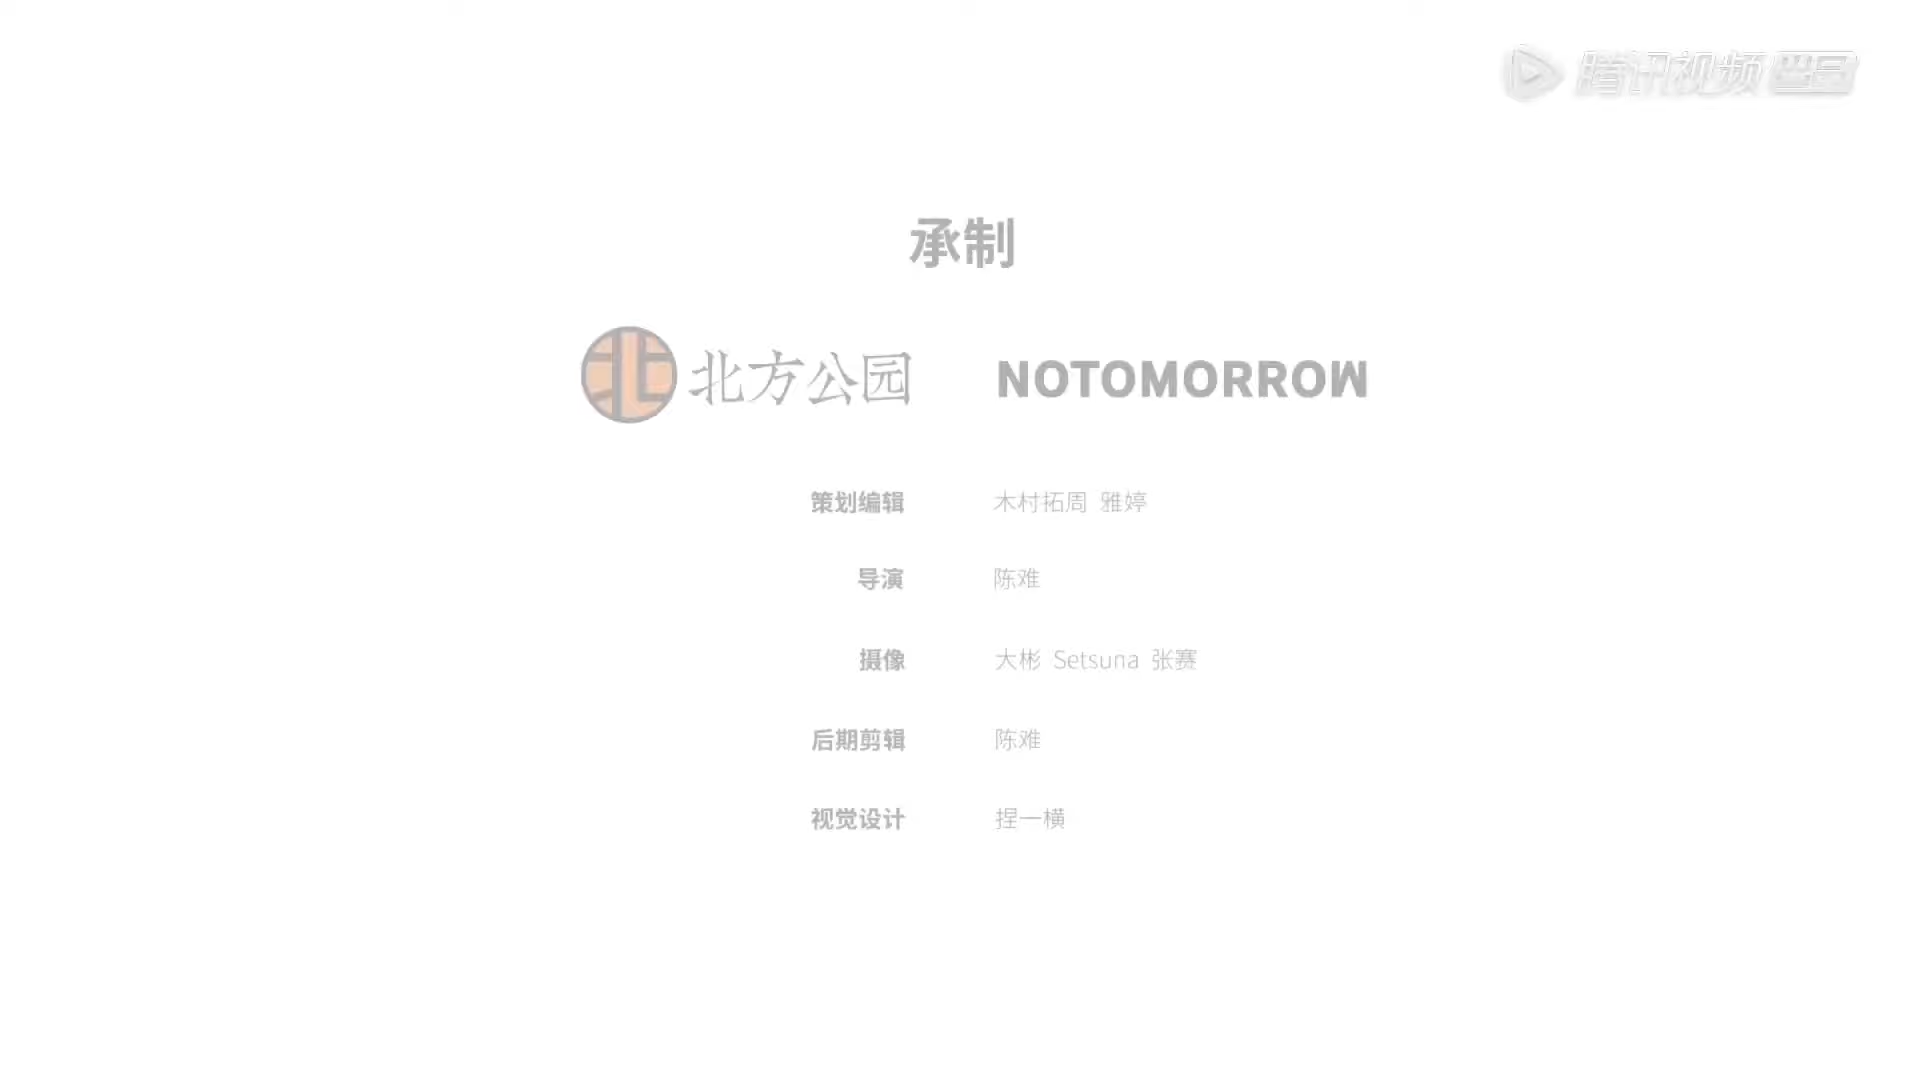 腾讯视频
承制
北 北方公园 NOTOMORROW
策划编辑 木村拓周 雅婷
导演 陈难
摄像 大彬 Setsuna 张赛
后期剪辑 陈难
视觉设计 捏一横